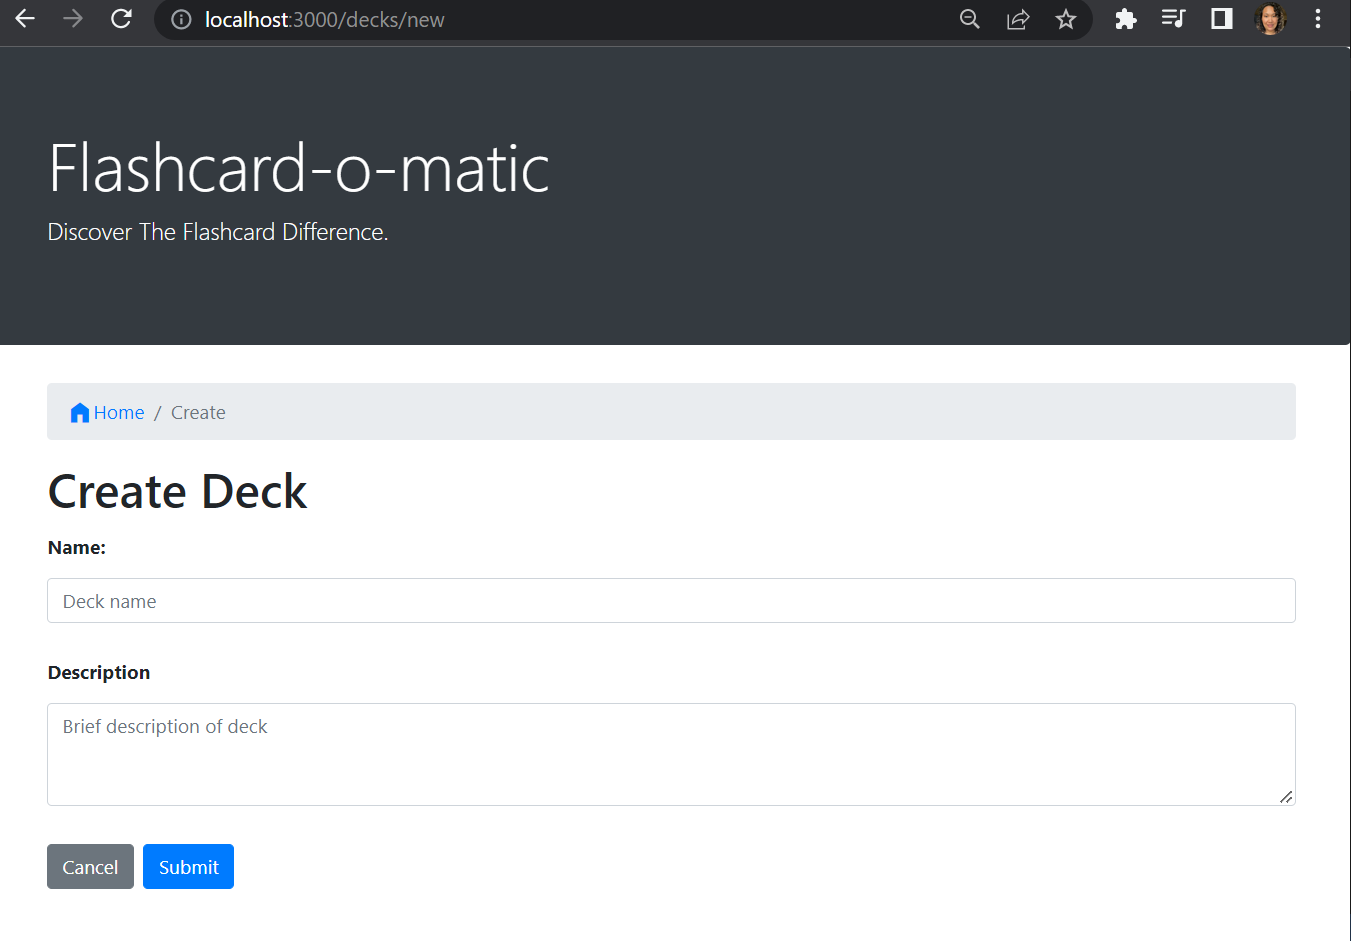 localhost:3000/decks/new
Flashcard-o-matic
Discover The Flashcard Difference.
Home / Create
Create Deck
Name:
Deck name
Description
Brief description of deck
Cancel Submit